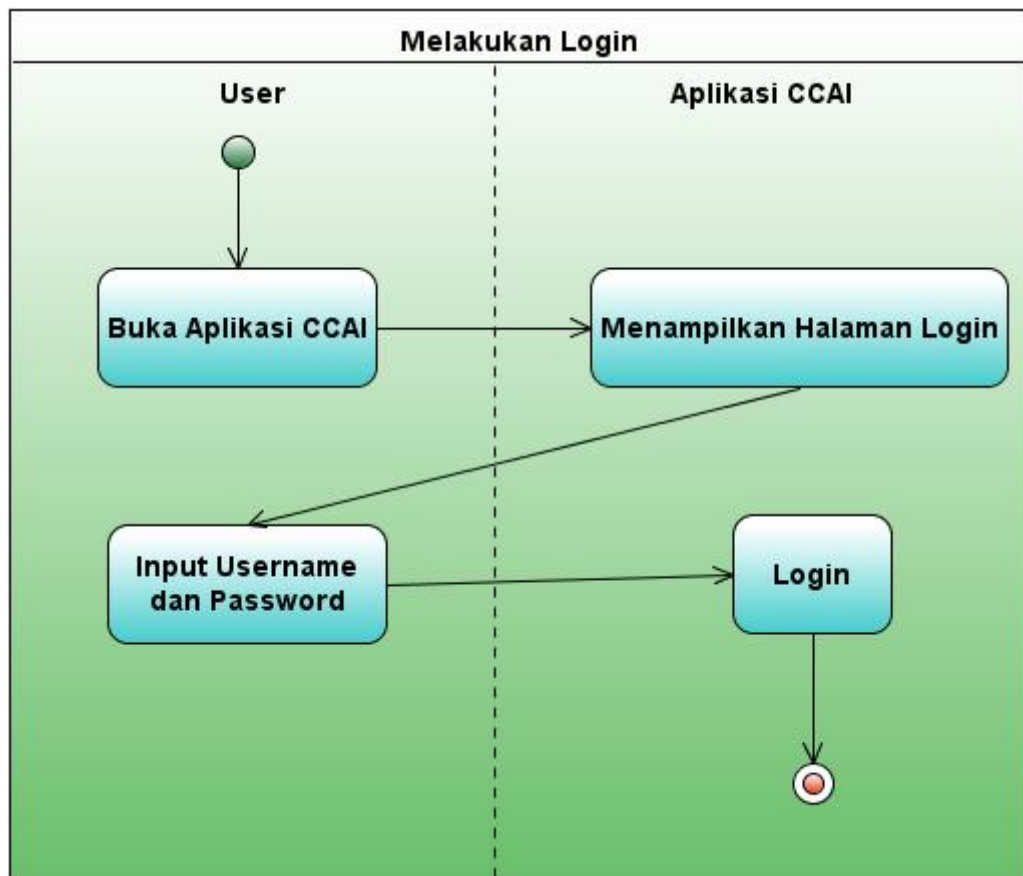 Melakukan Login
User
Aplikasi CCAI
Buka Aplikasi CCAI
Menampilkan Halaman Login
Input Username
dan Password
Login